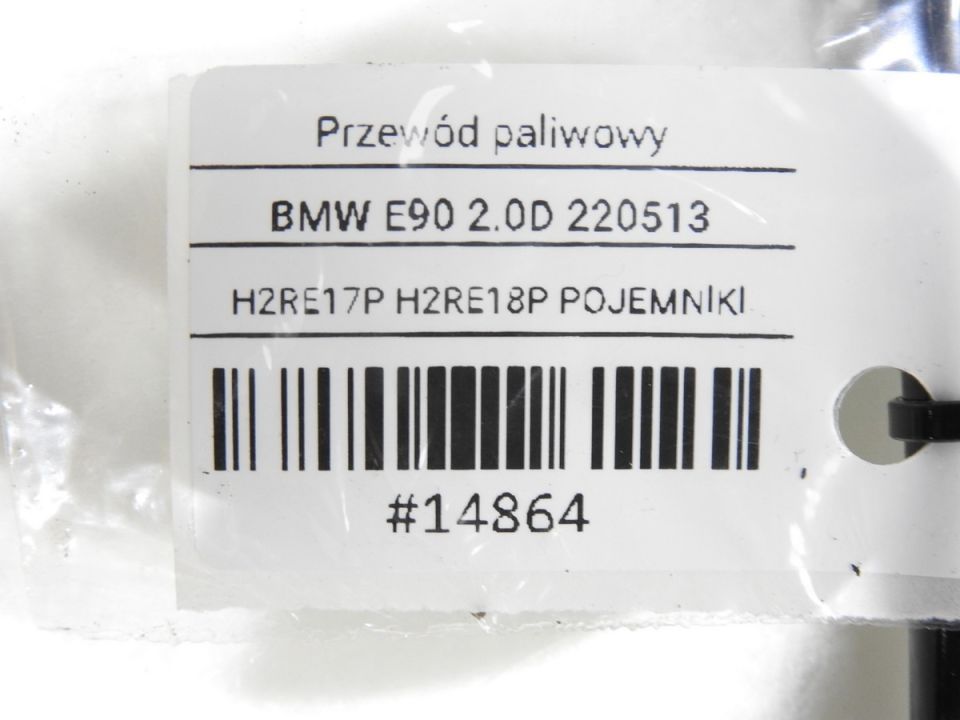 Przewód paliwowy
BMW E90 2.0D 220513
H2RE17P H2RE18P POJEMNIKI
#14864